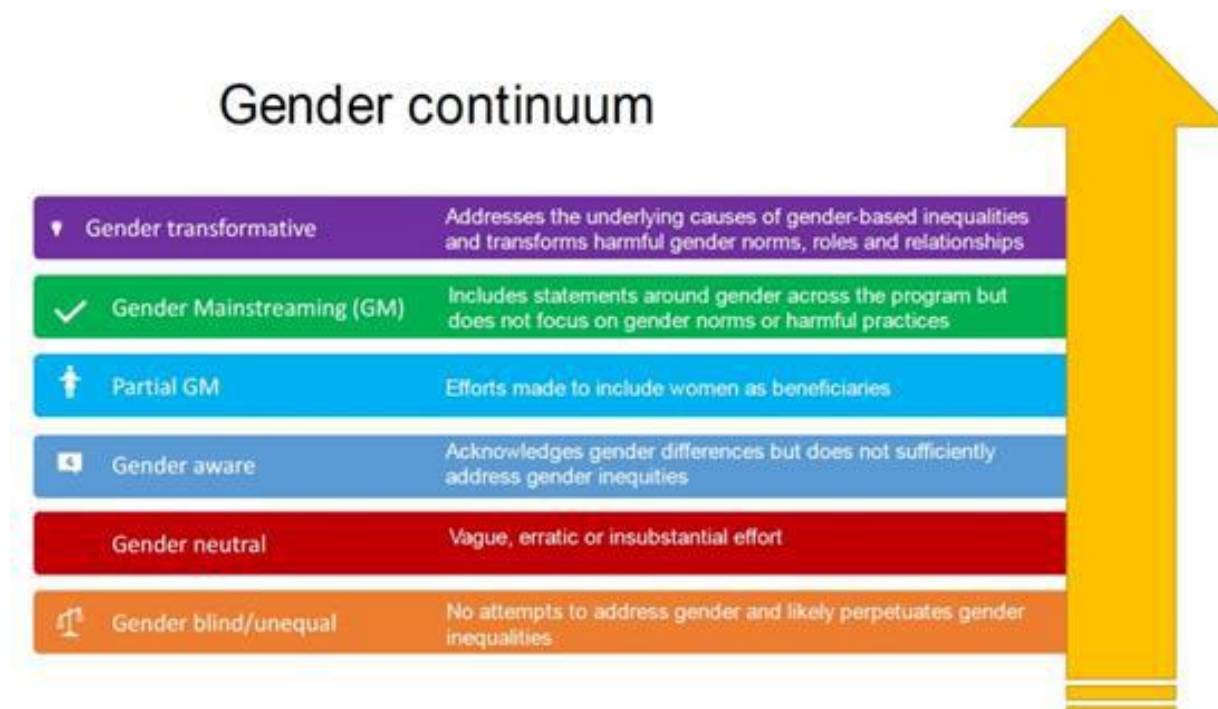 Gender continuum
Gender transformative
Addresses the underlying causes of gender-based inequalities
and transforms harmful gender norms, roles and relationships
Gender Mainstreaming (GM)
Includes statements around gender across the program but
does not focus on gender norms or harmful practices
Partial GM
Efforts made to include women as beneficiaries
Gender aware
Acknowledges gender differences but does not sufficiently
address gender inequities
Gender neutral
Vague, erratic or insubstantial effort
Gender blind/unequal
No attempts to address gender and likely perpetuates gender
inequalities